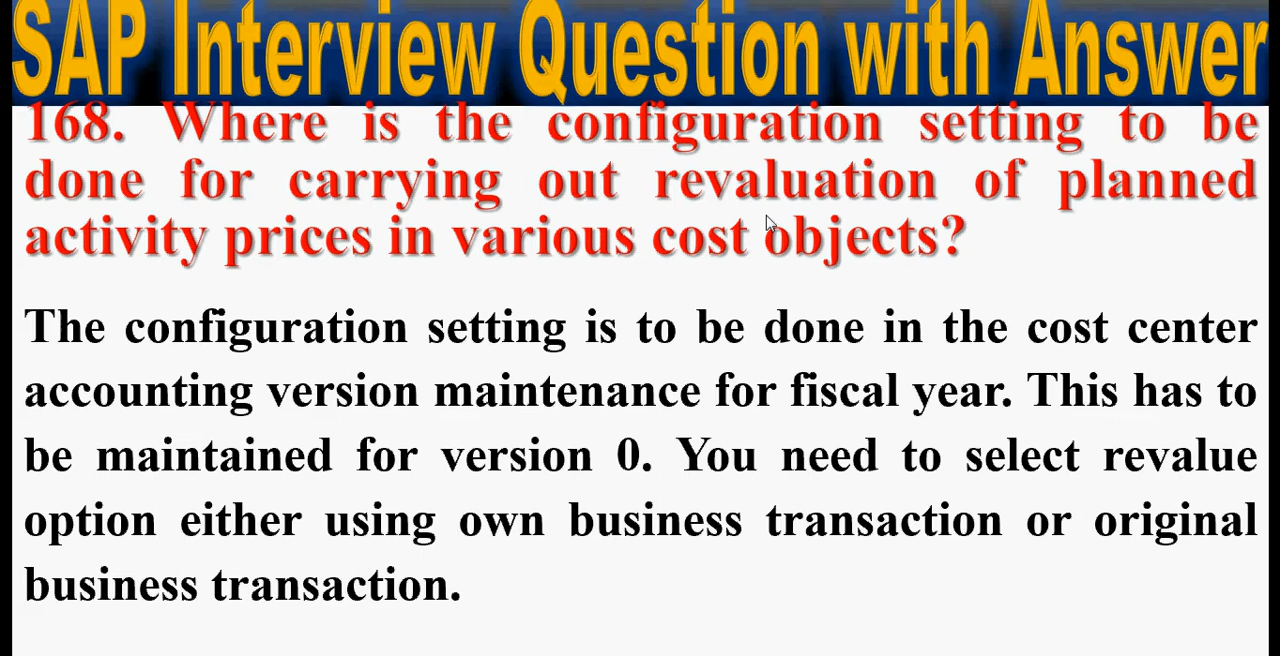 SAP Interview Question with Answer
168. Where is the configuration setting to be
done for carrying out revaluation of planned
activity prices in various cost objects?
The configuration setting is to be done in the cost center
accounting version maintenance for fiscal year. This has to
be maintained for version 0. You need to select revalue
option either using own business transaction or original
business transaction.